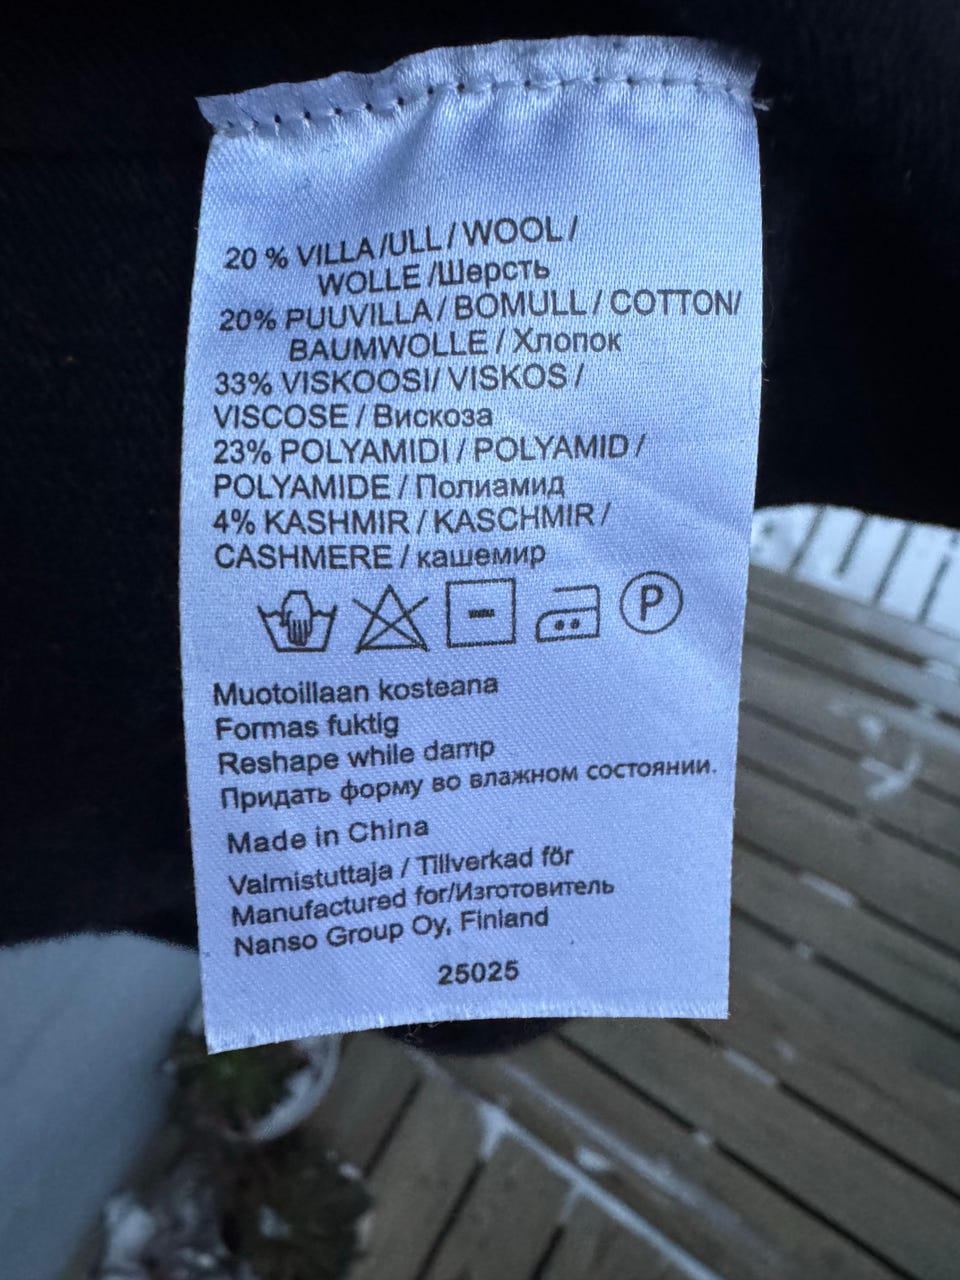 20 % VILLA /ULL / WOOL /
WOLLE /Шерсть
20% PUUVILLA / BOMULL / COTTON/
BAUMWOLLE / Хлопок
33% VISKOOSI/ VISKOS /
VISCOSE / Вискоза
23% POLYAMIDI / POLYAMID /
POLYAMIDE / Полиамид
4% KASHMIR / KASCHMIR /
CASHMERE / кашемир
P
Muotoillaan kosteana
Formas fuktig
Reshape while damp
Придать форму во влажном состоянии.
Made in China
Valmistuttaja / Tillverkad för
Manufactured for/Изготовитель
Nanso Group Oy, Finland
25025